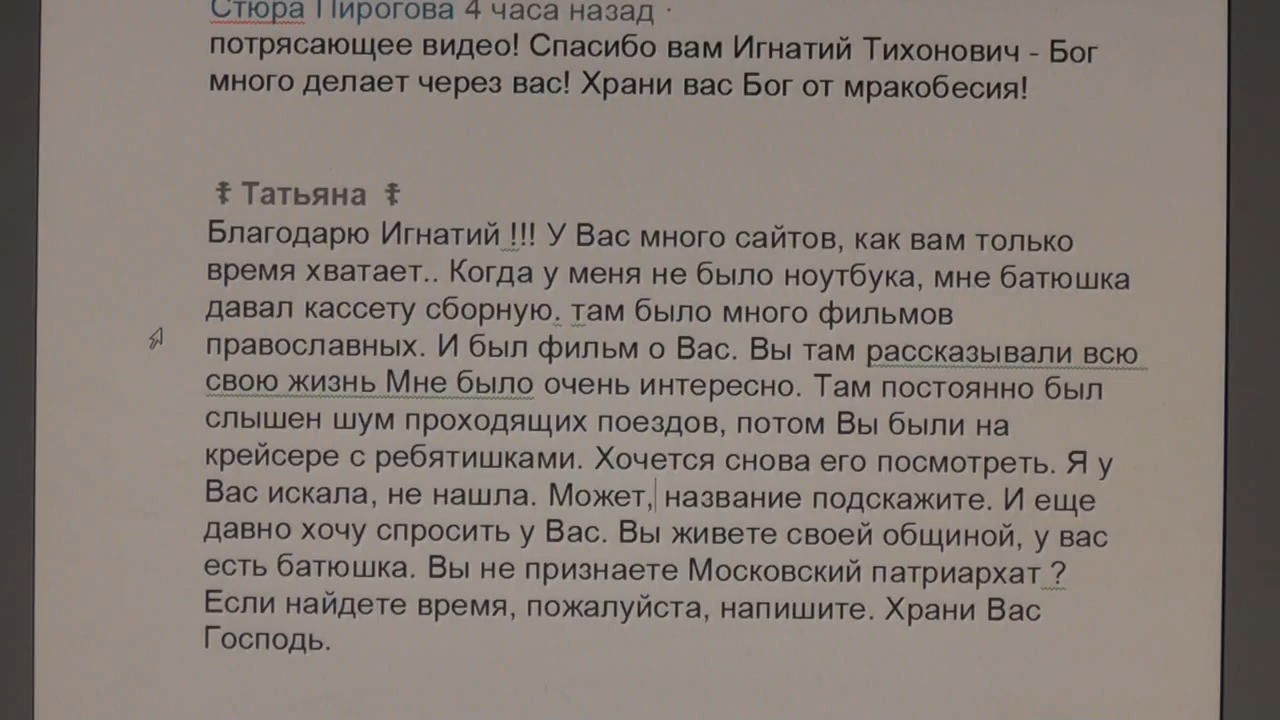 Стюра Пирогова 4 часа назад ·
потрясающее видео! Спасибо вам Игнатий Тихонович - Бог
много делает через вас! Храни вас Бог от мракобесия!
☦ Татьяна ☦
Благодарю Игнатий !!! У Вас много сайтов, как вам только
время хватает.. Когда у меня не было ноутбука, мне батюшка
давал кассету сборную. там было много фильмов
православных. И был фильм о Вас. Вы там рассказывали всю
свою жизнь Мне было очень интересно. Там постоянно был
слышен шум проходящих поездов, потом Вы были на
крейсере с ребятишками. Хочется снова его посмотреть. Я у
Вас искала, не нашла. Может, название подскажите. И еще
давно хочу спросить у Вас. Вы живете своей общиной, у вас
есть батюшка. Вы не признаете Московский патриархат ?
Если найдете время, пожалуйста, напишите. Храни Вас
Господь.